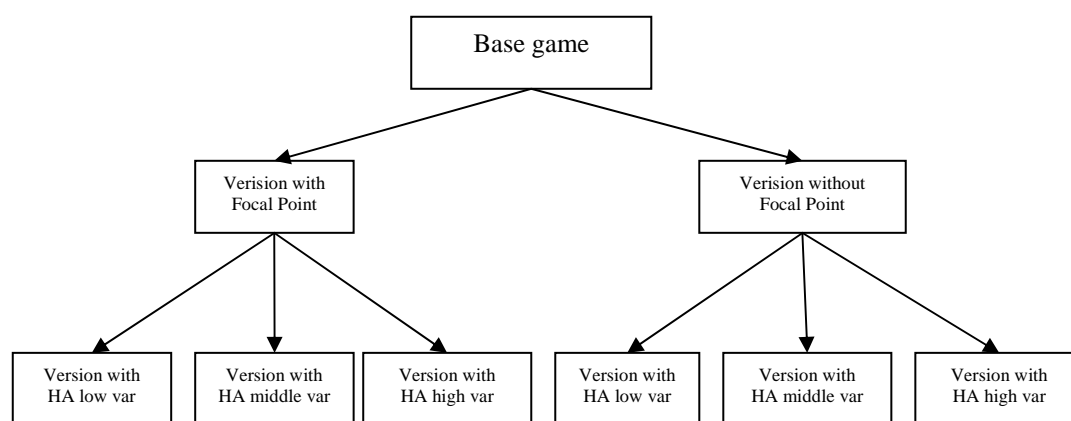 Base game
Verision with
Focal Point
Verision without
Focal Point
Version with
HA low var
Version with
HA middle var
Version with
HA high var
Version with
HA low var
Version with
HA middle var
Version with
HA high var